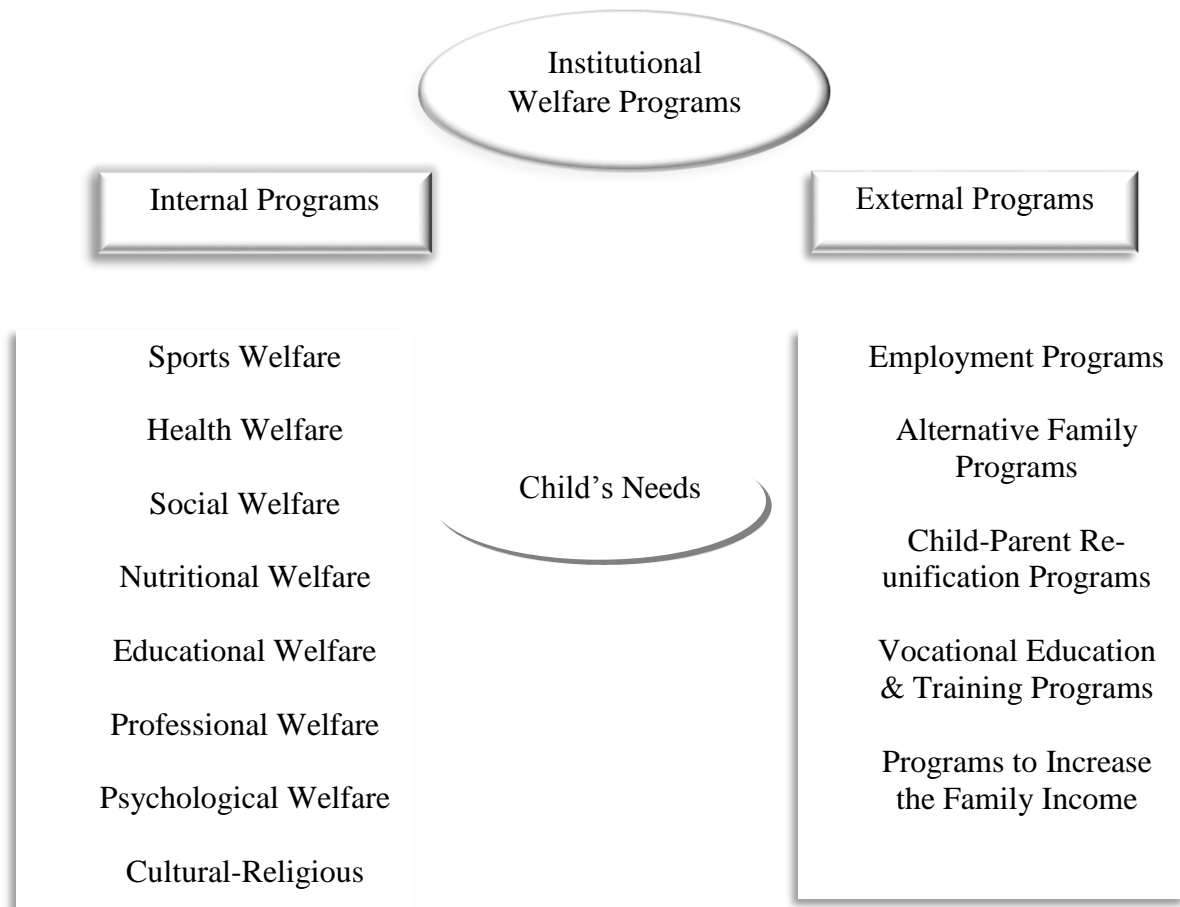 Institutional
Welfare Programs
Internal Programs
External Programs
Sports Welfare
Health Welfare
Social Welfare
Nutritional Welfare
Educational Welfare
Professional Welfare
Psychological Welfare
Cultural-Religious
Child’s Needs
Employment Programs
Alternative Family
Programs
Child-Parent Re-
unification Programs
Vocational Education
& Training Programs
Programs to Increase
the Family Income